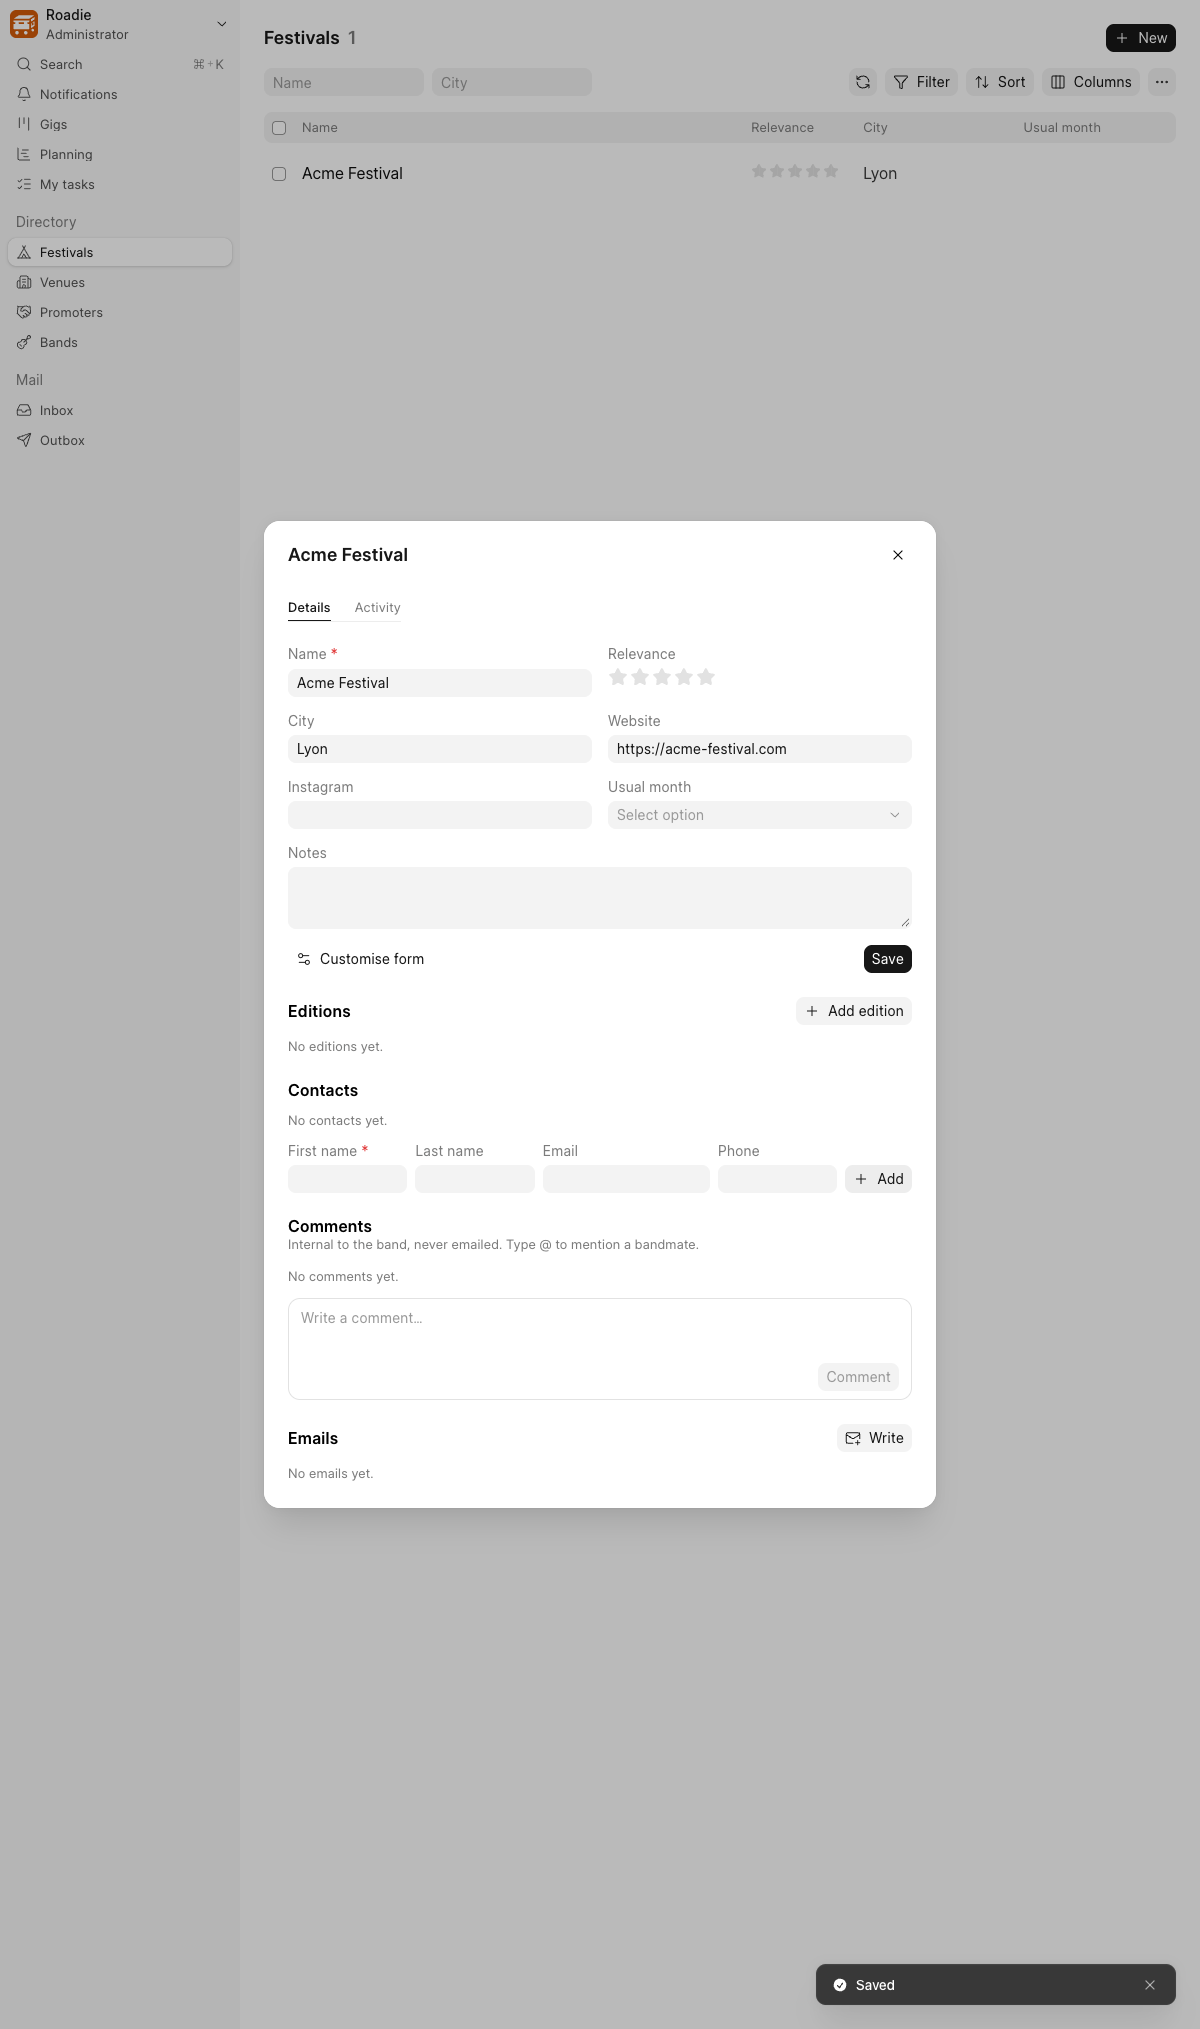 Roadie
Administrator
Search ⌘+K
Notifications
Gigs
Planning
My tasks
Directory
Festivals
Venues
Promoters
Bands
Mail
Inbox
Outbox
Festivals 1
New
Name
City
Filter
Sort
Columns
Name Relevance City Usual month
Acme Festival Lyon
Acme Festival
Details Activity
Name *
Relevance
Acme Festival
City
Website
Lyon
https://acme-festival.com
Instagram
Usual month
Select option
Notes
Customise form
Save
Editions
Add edition
No editions yet.
Contacts
No contacts yet.
First name * Last name Email Phone
Add
Comments
Internal to the band, never emailed. Type @ to mention a bandmate.
No comments yet.
Write a comment...
Comment
Emails
Write
No emails yet.
Saved